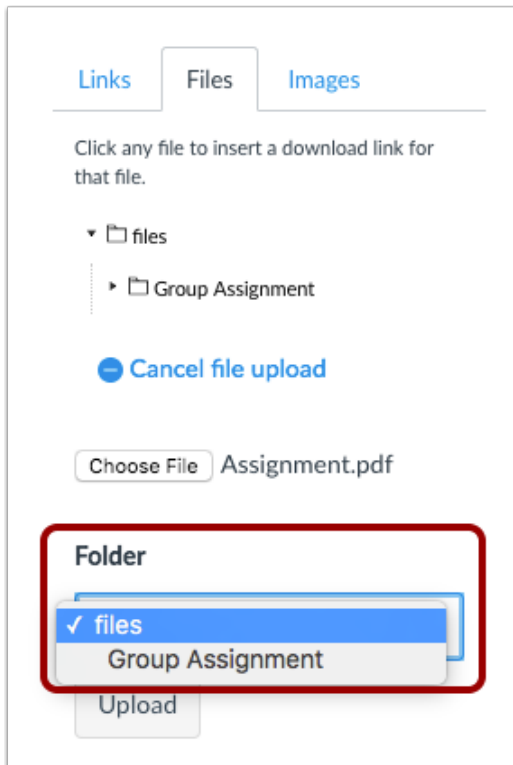 Links Files Images
Click any file to insert a download link for
that file.
files
Group Assignment
Cancel file upload
Choose File Assignment.pdf
Folder
files
Group Assignment
Upload